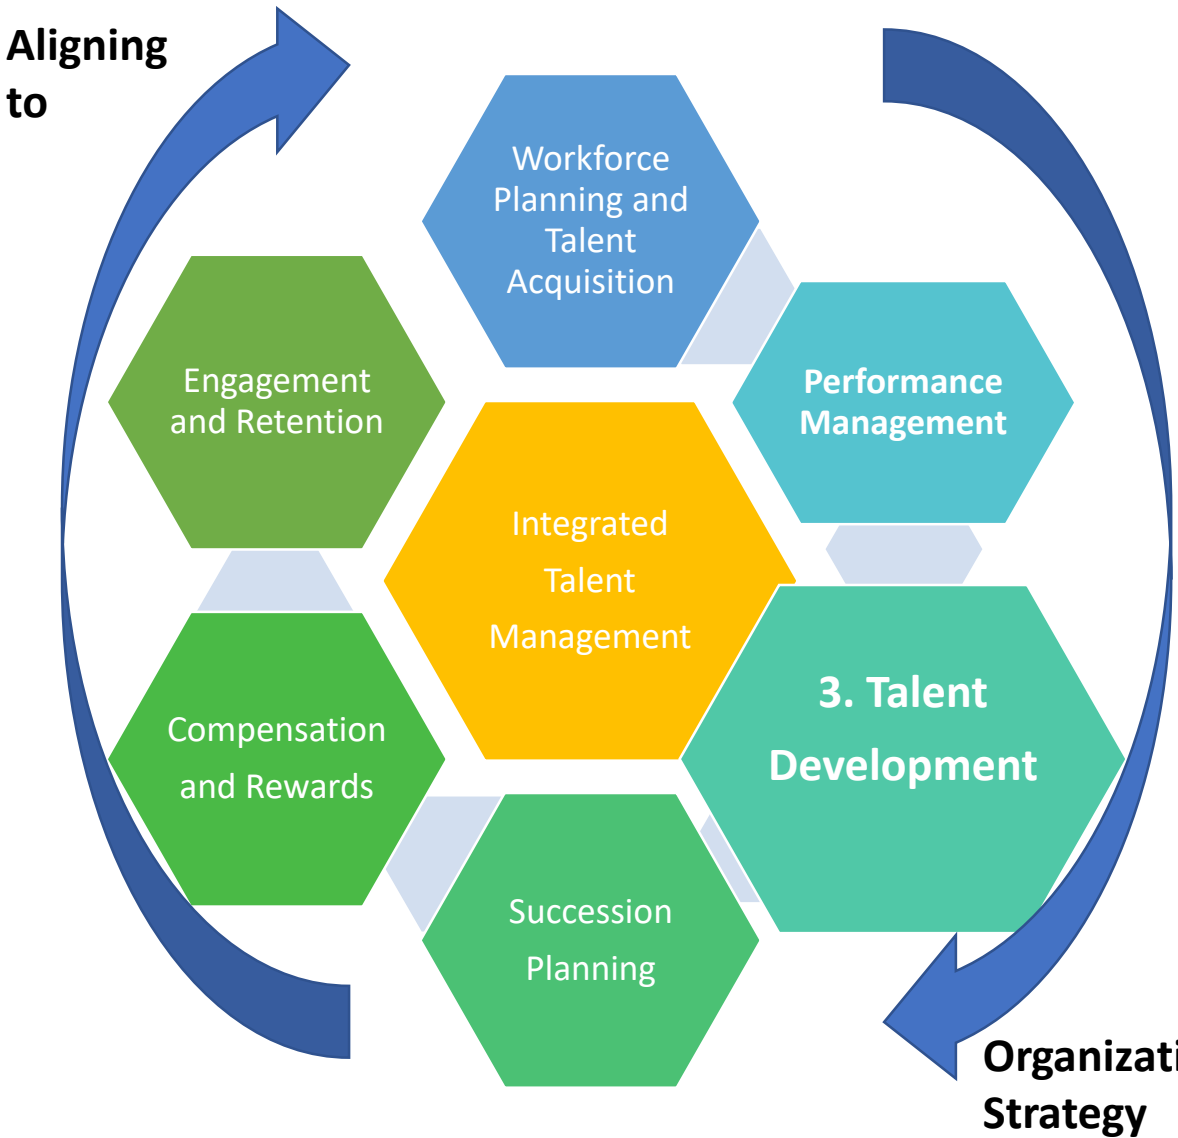 Aligning
to
Workforce
Planning and
Talent
Acquisition
Performance
Management
3. Talent
Development
Succession
Planning
Compensation
and Rewards
Engagement
and Retention
Integrated
Talent
Management
Organizati
Strategy